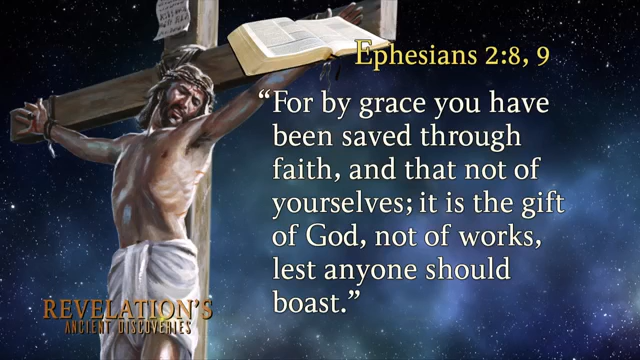 Ephesians 2:8, 9
“For by grace you have
been saved through
faith, and that not of
yourselves; it is the gift
of God, not of works,
lest anyone should
boast.”
REVELATION'S
ANCIENT DISCOVERIES